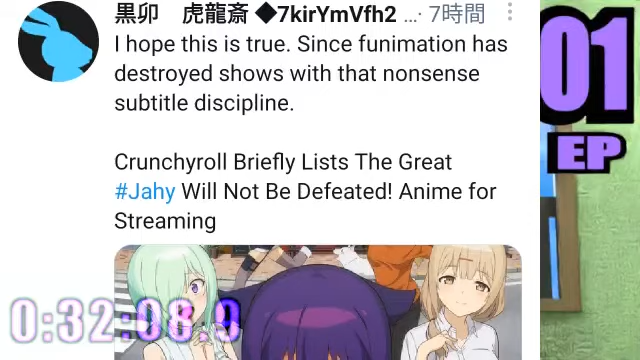 黒卯 虎龍斎 ◆7kirYmVfh2 ...· 7時間
I hope this is true. Since funimation has
destroyed shows with that nonsense
subtitle discipline.
Crunchyroll Briefly Lists The Great
#Jahy Will Not Be Defeated! Anime for
Streaming
01
EP
0:32:08.9